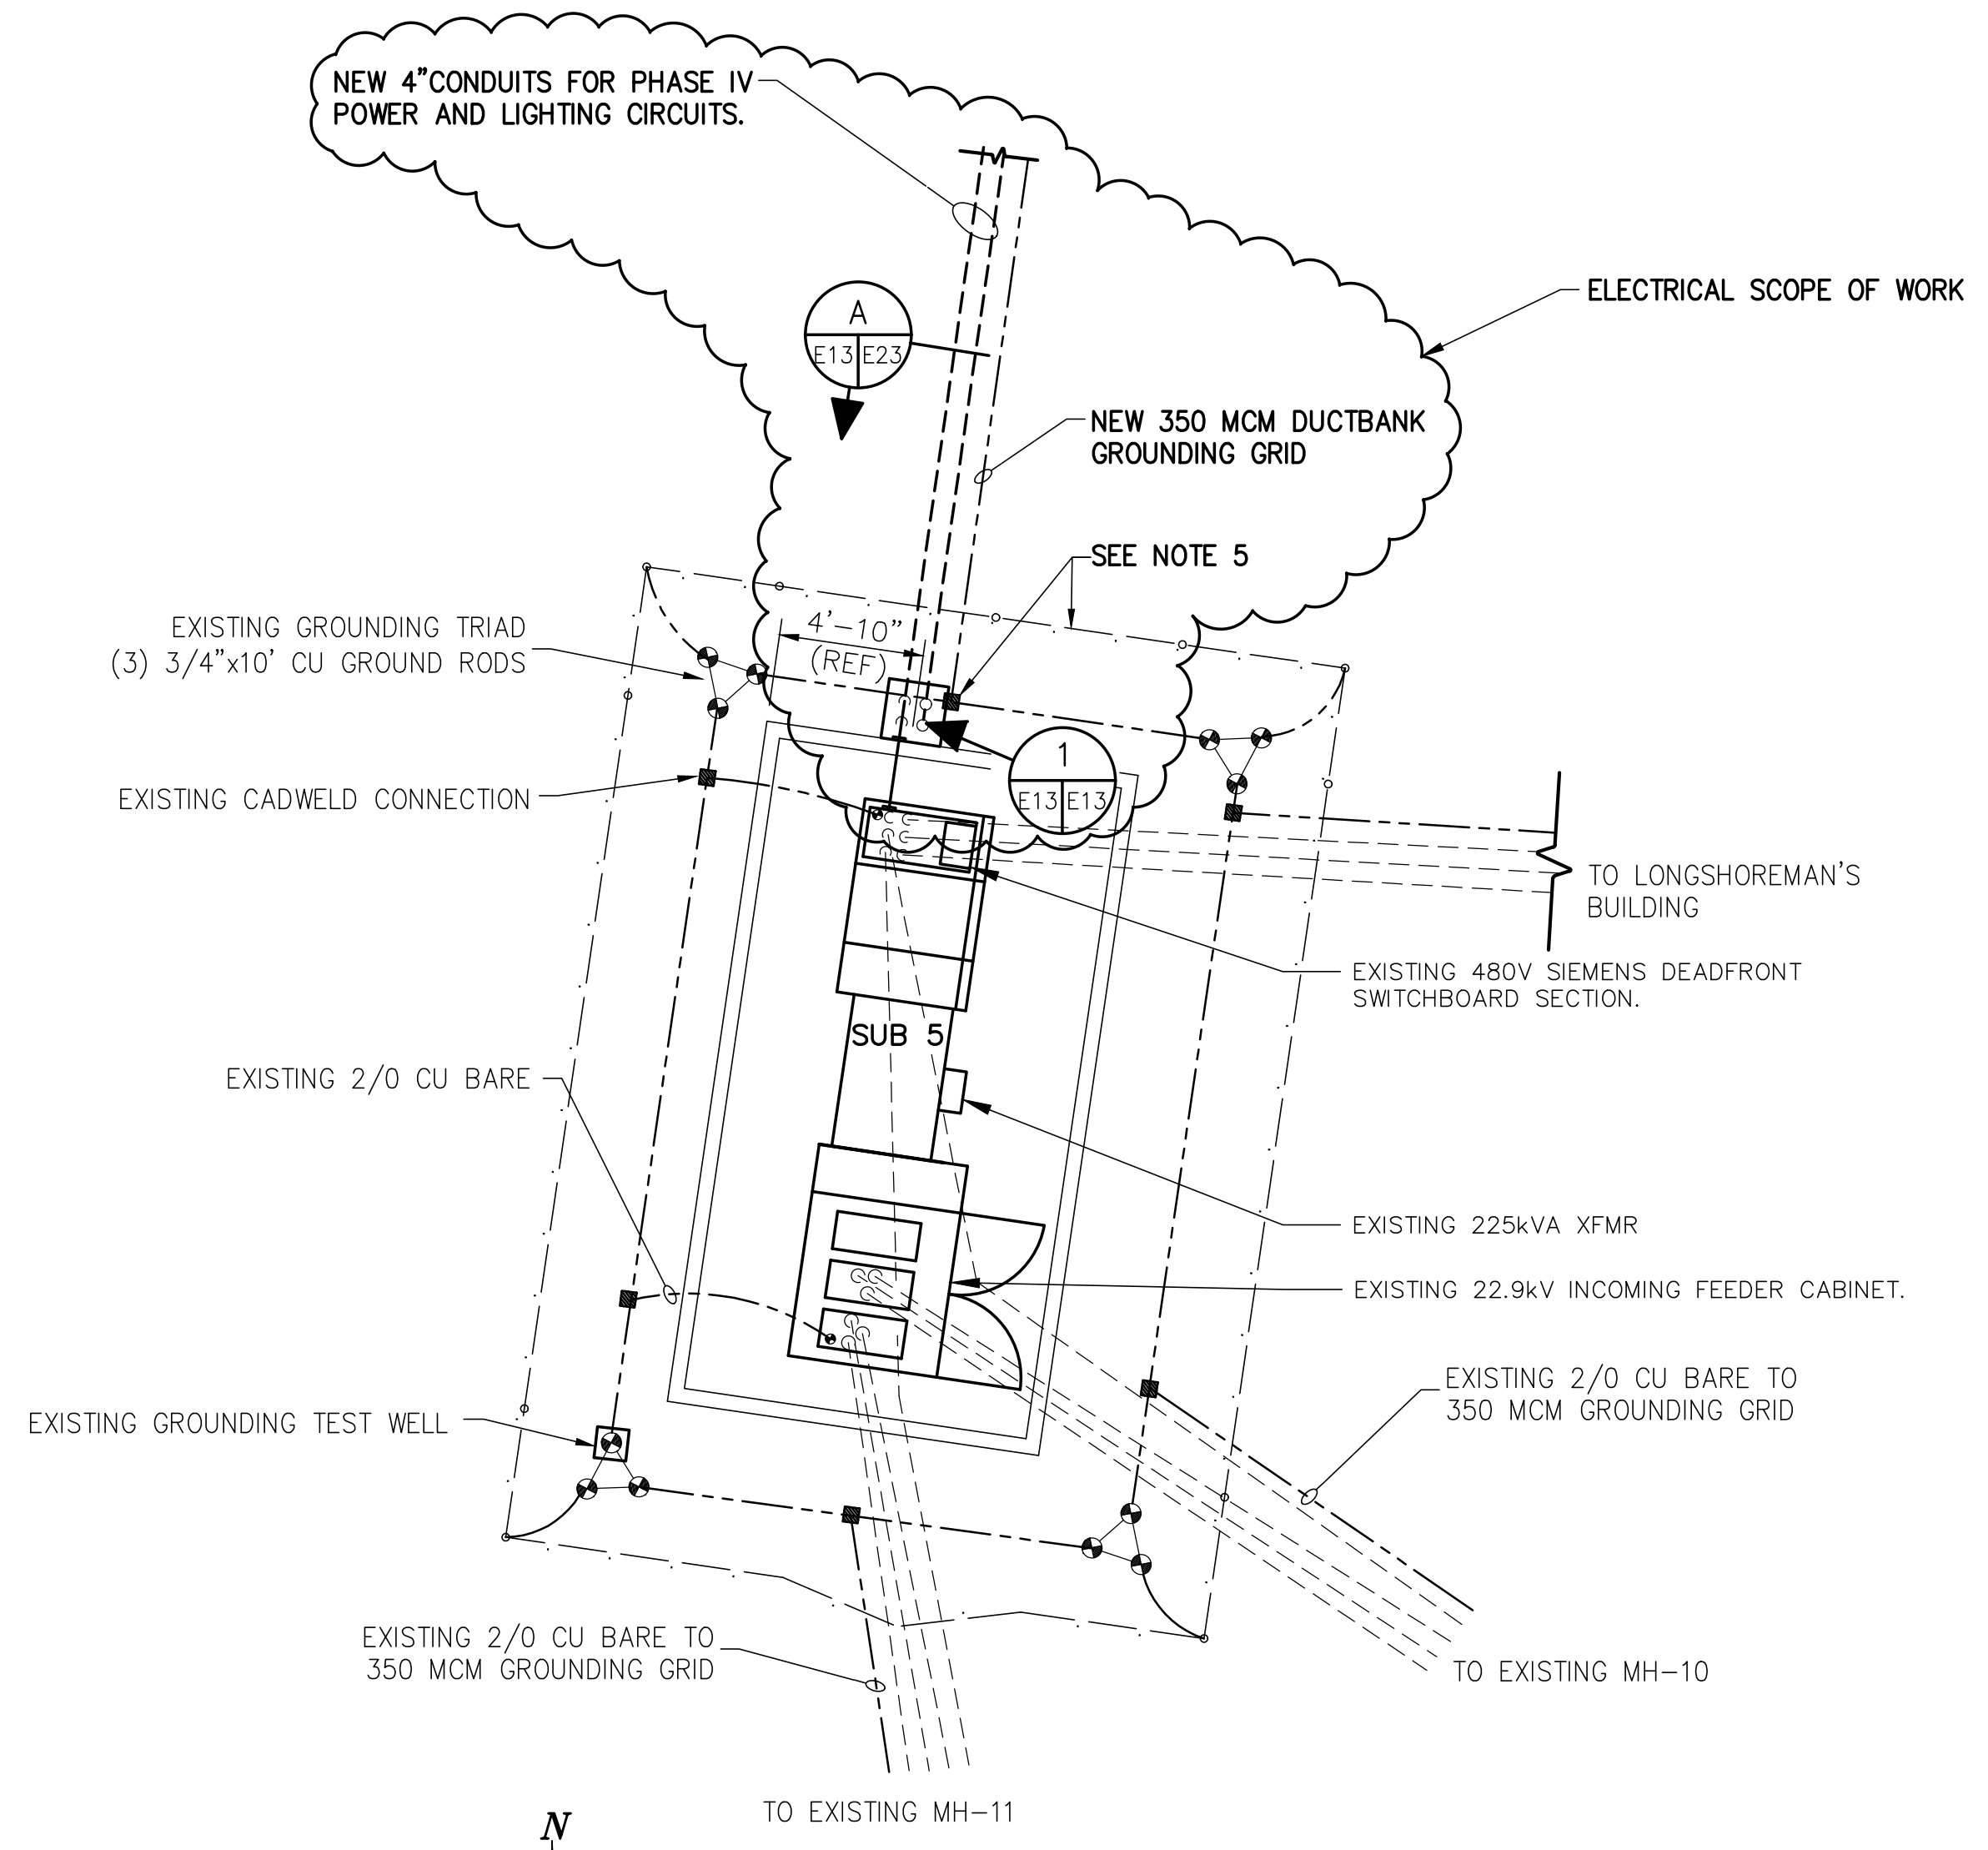 NEW 4"CONDUITS FOR PHASE IV
POWER AND LIGHTING CIRCUITS.
ELECTRICAL SCOPE OF WORK
A
E13 E23
NEW 350 MCM DUCTBANK
GROUNDING GRID
SEE NOTE 5
4'-10"
(REF)
EXISTING GROUNDING TRIAD
(3) 3/4"x10' CU GROUND RODS
1
E13 E13
EXISTING CADWELD CONNECTION
TO LONGSHOREMAN'S
BUILDING
EXISTING 480V SIEMENS DEADFRONT
SWITCHBOARD SECTION.
SUB 5
EXISTING 2/0 CU BARE
EXISTING 225kVA XFMR
EXISTING 22.9kV INCOMING FEEDER CABINET.
EXISTING 2/0 CU BARE TO
350 MCM GROUNDING GRID
EXISTING GROUNDING TEST WELL
EXISTING 2/0 CU BARE TO
350 MCM GROUNDING GRID
TO EXISTING MH-10
TO EXISTING MH-11
N